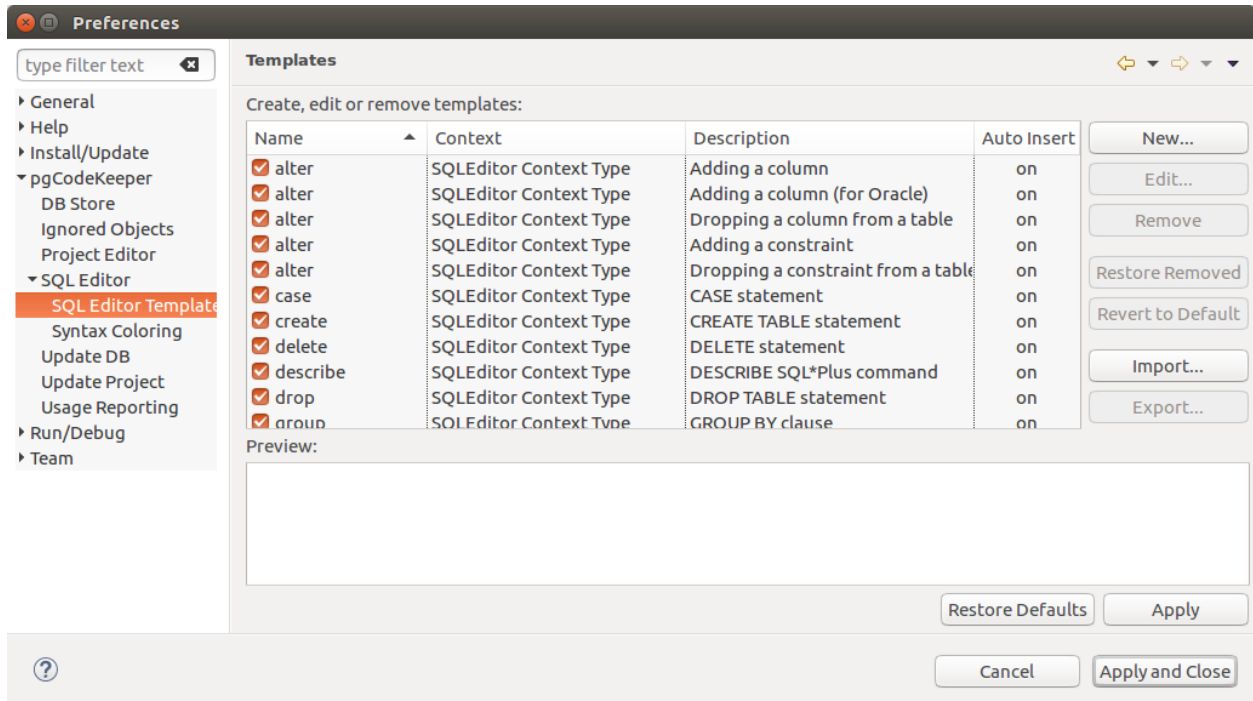 Preferences
type filter text
General
Help
Install/Update
pgCodeKeeper
DB Store
Ignored Objects
Project Editor
SQL Editor
SQL Editor Template
Syntax Coloring
Update DB
Update Project
Usage Reporting
Run/Debug
Team
Templates
Create, edit or remove templates:
Name Context Description Auto Insert
alter SQLEditor Context Type Adding a column on
alter SQLEditor Context Type Adding a column (for Oracle) on
alter SQLEditor Context Type Dropping a column from a table on
alter SQLEditor Context Type Adding a constraint on
alter SQLEditor Context Type Dropping a constraint from a table on
case SQLEditor Context Type CASE statement on
create SQLEditor Context Type CREATE TABLE statement on
delete SQLEditor Context Type DELETE statement on
describe SQLEditor Context Type DESCRIBE SQL*Plus command on
drop SQLEditor Context Type DROP TABLE statement on
group SQLEditor Context Type GROUP BY clause on
New...
Edit...
Remove
Restore Removed
Revert to Default
Import...
Export...
Preview:
Restore Defaults Apply
? Cancel Apply and Close